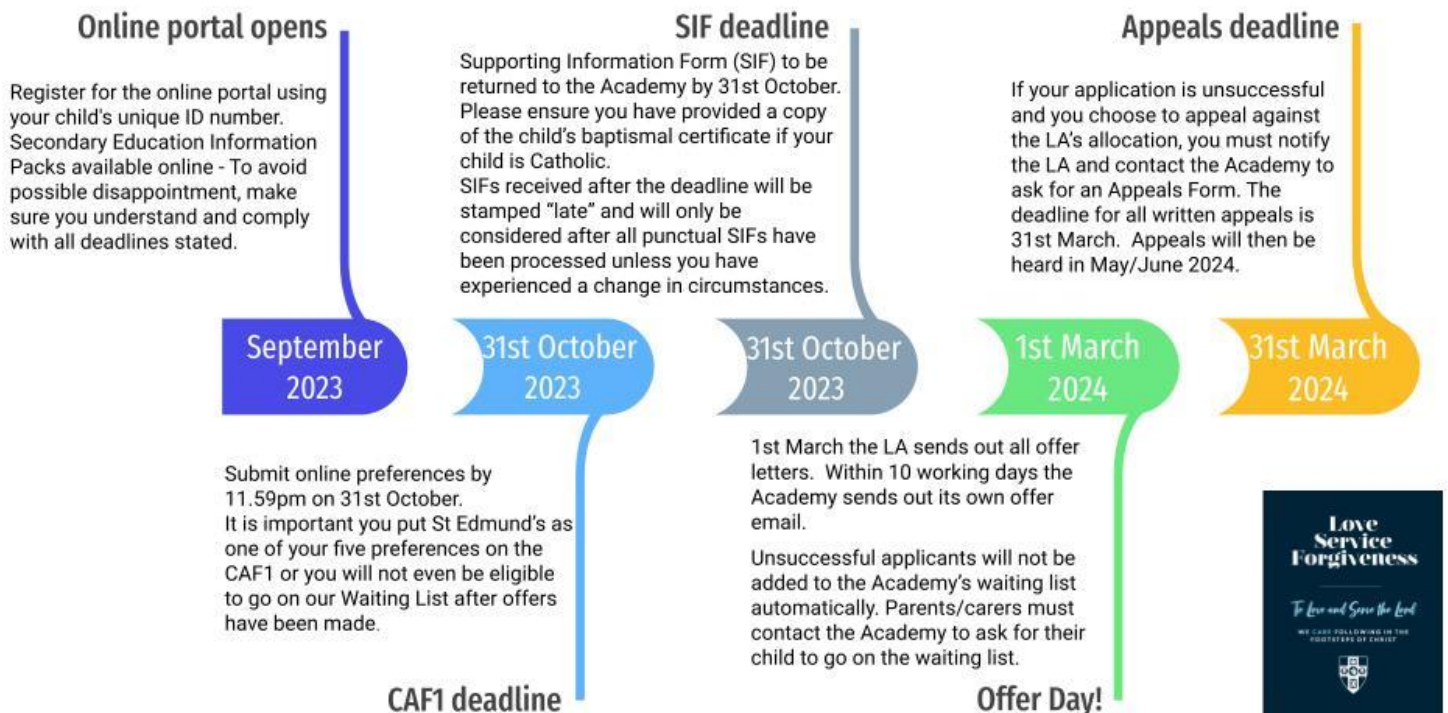 Online portal opens
Register for the online portal using
your child's unique ID number.
Secondary Education Information
Packs available online - To avoid
possible disappointment, make
sure you understand and comply
with all deadlines stated.
SIF deadline
Supporting Information Form (SIF) to be
returned to the Academy by 31st October.
Please ensure you have provided a copy
of the child's baptismal certificate if your
child is Catholic.
SIFs received after the deadline will be
stamped “late” and will only be
considered after all punctual SIFs have
been processed unless you have
experienced a change in circumstances.
Appeals deadline
If your application is unsuccessful
and you choose to appeal against
the LA's allocation, you must notify
the LA and contact the Academy to
ask for an Appeals Form. The
deadline for all written appeals is
31st March. Appeals will then be
heard in May/June 2024.
September
2023
31st October
2023
31st October
2023
1st March
2024
31st March
2024
Submit online preferences by
11.59pm on 31st October.
It is important you put St Edmund's as
one of your five preferences on the
CAF1 or you will not even be eligible
to go on our Waiting List after offers
have been made.
CAF1 deadline
1st March the LA sends out all offer
letters. Within 10 working days the
Academy sends out its own offer
email.
Unsuccessful applicants will not be
added to the Academy's waiting list
automatically. Parents/carers must
contact the Academy to ask for their
child to go on the waiting list.
Offer Day!
Love
Service
Forgiveness
To Love and Serve the Lord
WE CARE FOLLOWING IN THE
FOOTSTEPS OF CHRIST